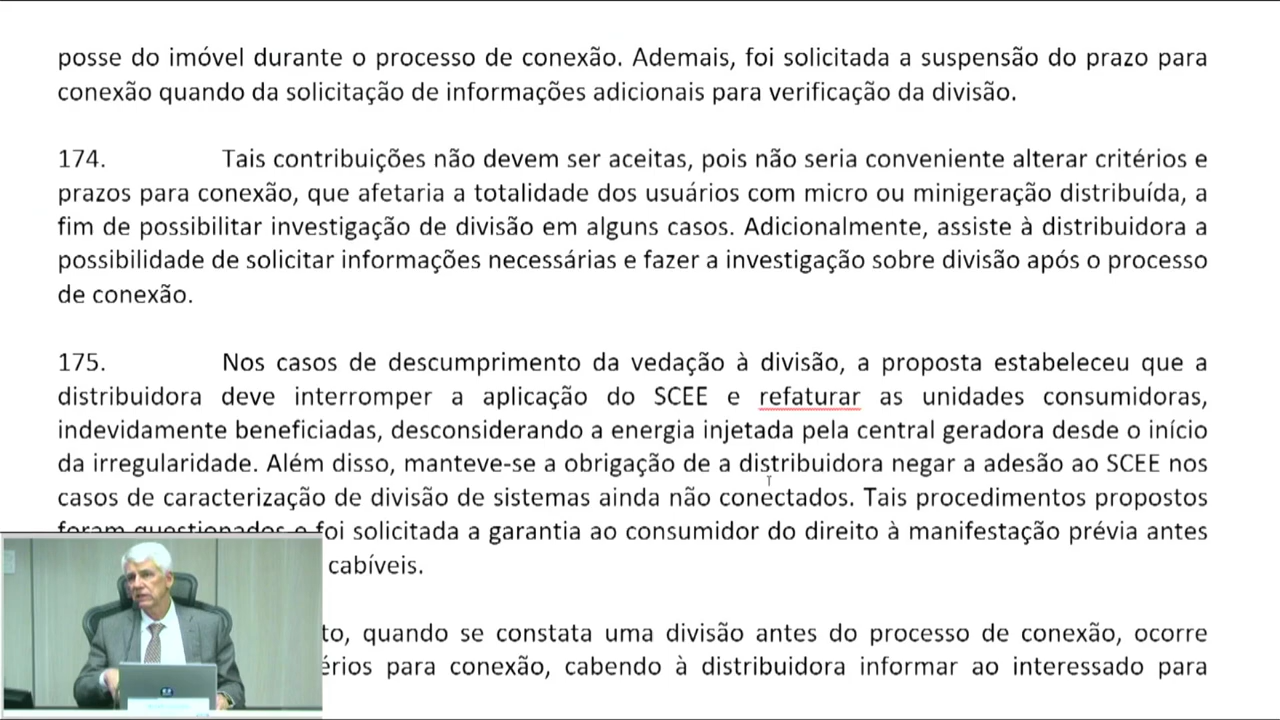 posse do imóvel durante o processo de conexão. Ademais, foi solicitada a suspensão do prazo para
conexão quando da solicitação de informações adicionais para verificação da divisão.
174. Tais contribuições não devem ser aceitas, pois não seria conveniente alterar critérios e
prazos para conexão, que afetaria a totalidade dos usuários com micro ou minigeração distribuída, a
fim de possibilitar investigação de divisão em alguns casos. Adicionalmente, assiste à distribuidora a
possibilidade de solicitar informações necessárias e fazer a investigação sobre divisão após o processo
de conexão.
175. Nos casos de descumprimento da vedação à divisão, a proposta estabeleceu que a
distribuidora deve interromper a aplicação do SCEE e refaturar as unidades consumidoras,
indevidamente beneficiadas, desconsiderando a energia injetada pela central geradora desde o início
da irregularidade. Além disso, manteve-se a obrigação de a distribuidora negar a adesão ao SCEE nos
casos de caracterização de divisão de sistemas ainda não conectados. Tais procedimentos propostos
foram questionados e foi solicitada a garantia ao consumidor do direito à manifestação prévia antes
cabíveis.
to, quando se constata uma divisão antes do processo de conexão, ocorre
érios para conexão, cabendo à distribuidora informar ao interessado para